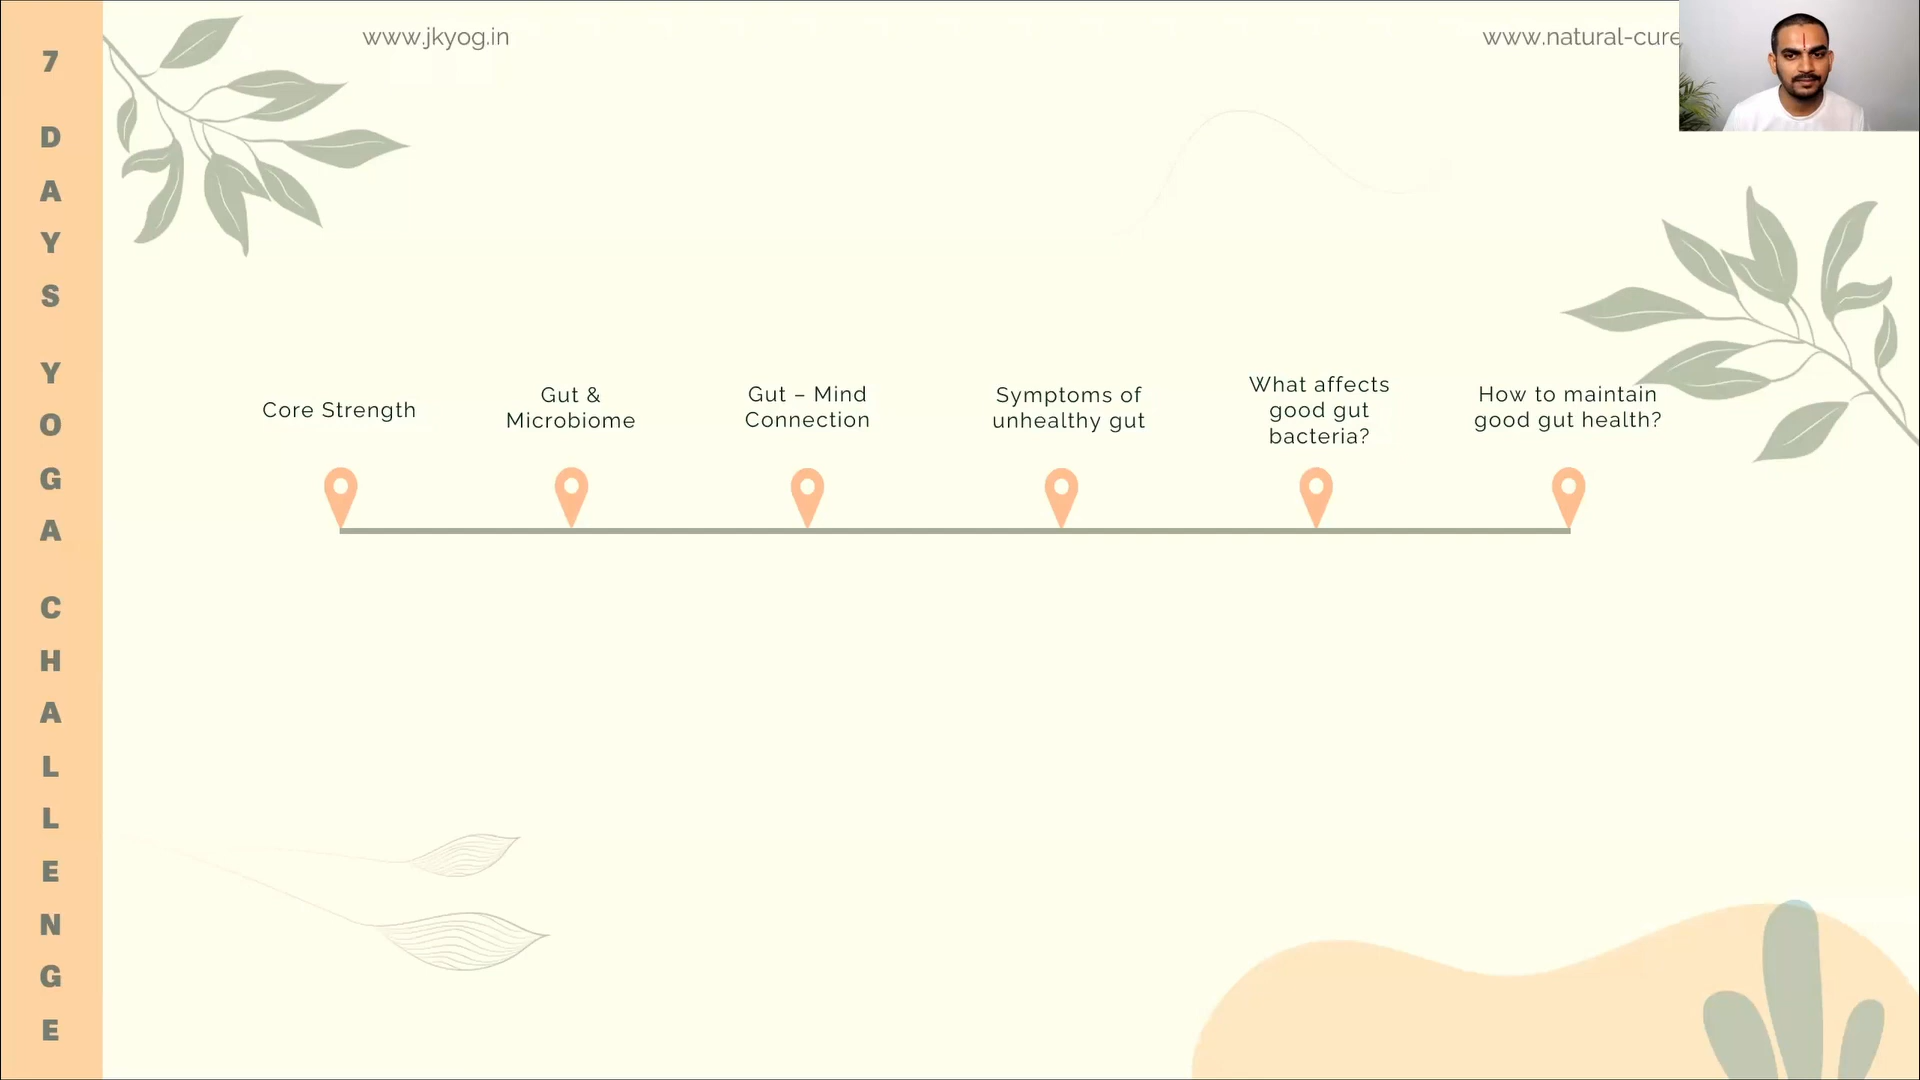 7 DAYS YOGA CHALLENGE
www.jkyog.in
www.natural-cure
Core Strength
Gut &
Microbiome
Gut – Mind
Connection
Symptoms of
unhealthy gut
What affects
good gut
bacteria?
How to maintain
good gut health?